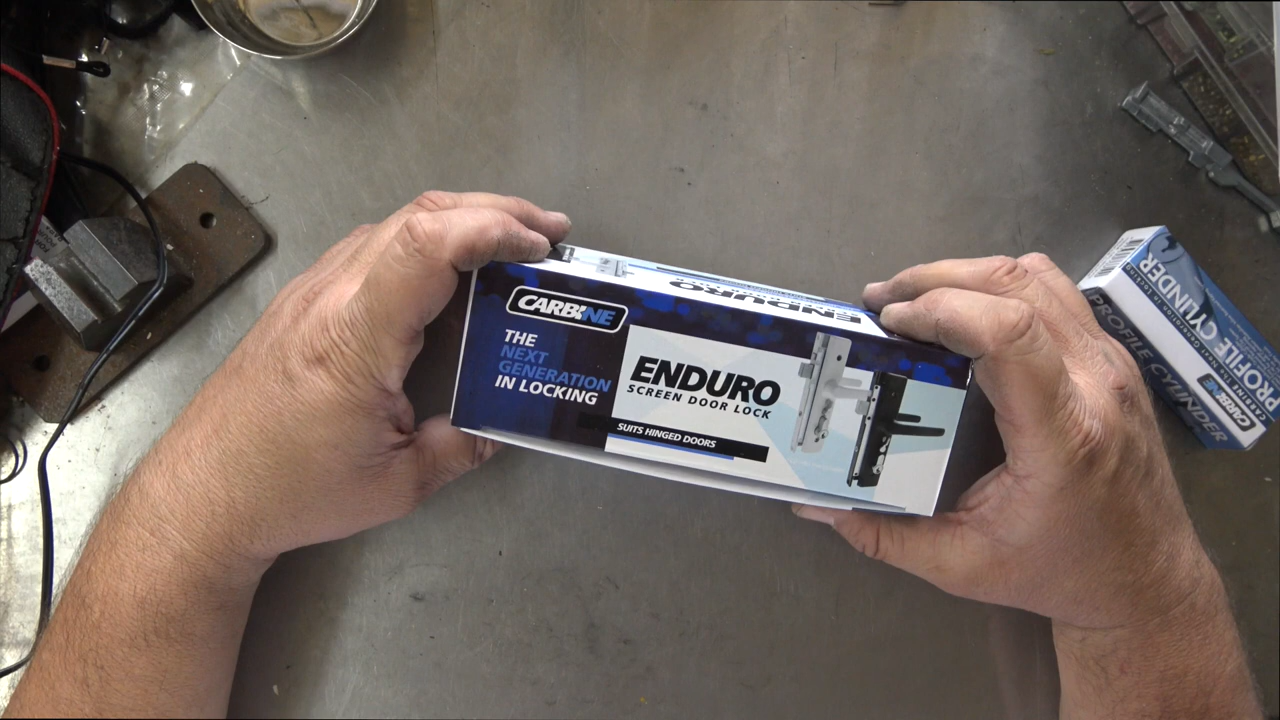 ENDURO
CARBINE
THE
NEXT
GENERATION
IN LOCKING
ENDURO
SCREEN DOOR LOCK
SUITS HINGED DOORS
PROFILE CYLINDER
CARBINE
PROFILE CYLINDER